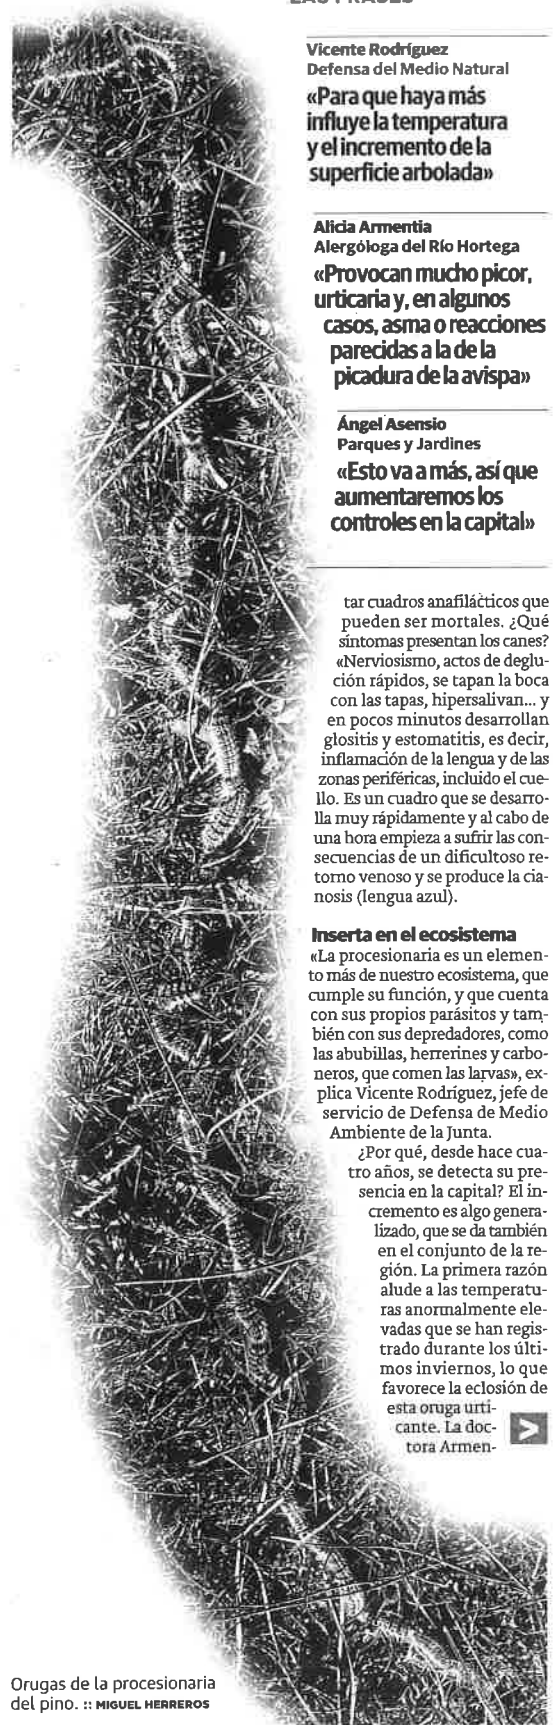 LAS FRASES
Vicente Rodríguez
Defensa del Medio Natural
«Para que haya más
influye la temperatura
y el incremento de la
superficie arbolada»
Alicia Armentia
Alergóloga del Río Hortega
«Provocan mucho picor,
urticaria y, en algunos
casos, asma o reacciones
parecidas a la de la
picadura de la avispa»
Ángel Asensio
Parques y Jardines
«Esto va a más, así que
aumentaremos los
controles en la capital»
tar cuadros anafilácticos que
pueden ser mortales. ¿Qué
síntomas presentan los canes?
«Nerviosismo, actos de deglu-
ción rápidos, se tapan la boca
con las tapas, hipersalivan... y
en pocos minutos desarrollan
glositis y estomatitis, es decir,
inflamación de la lengua y de las
zonas periféricas, incluido el cue-
llo. Es un cuadro que se desarro-
lla muy rápidamente y al cabo de
una hora empieza a sufrir las con-
secuencias de un dificultoso re-
torno venoso y se produce la cia-
nosis (lengua azul).
Inserta en el ecosistema
«La procesionaria es un elemen-
to más de nuestro ecosistema, que
cumple su función, y que cuenta
con sus propios parásitos y tam-
bién con sus depredadores, como
las abubillas, herrerines y carbo-
neros, que comen las larvas», ex-
plica Vicente Rodríguez, jefe de
servicio de Defensa de Medio
Ambiente de la Junta.
¿Por qué, desde hace cua-
tro años, se detecta su pre-
sencia en la capital? El in-
cremento es algo genera-
lizado, que se da también
en el conjunto de la re-
gión. La primera razón
alude a las temperatu-
ras anormalmente ele-
vadas que se han regis-
trado durante los últi-
mos inviernos, lo que
favorece la eclosión de
esta oruga urti-
cante. La doc-
tora Armen-
>
Orugas de la procesionaria
del pino. :: MIGUEL HERREROS